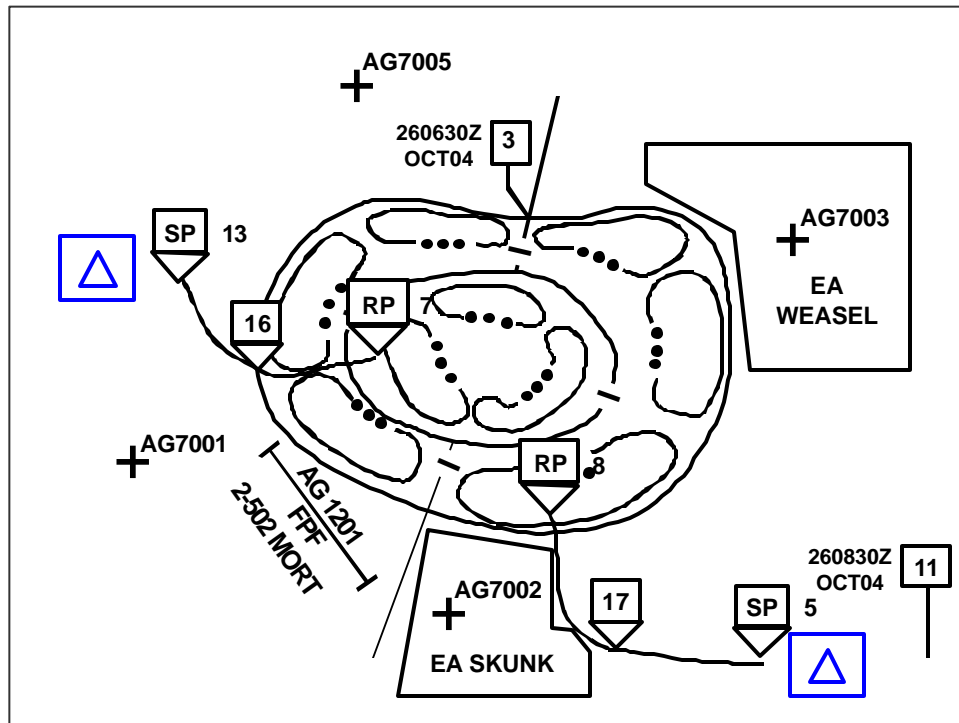 AG7005
260630Z
OCT04
3
AG7003
EA
WEASEL
SP 13
16
RP 7
AG7001
RP 8
AG 1201
FPF
2-502 MORT
AG7002
EA SKUNK
17
SP 5
260830Z
OCT04
11